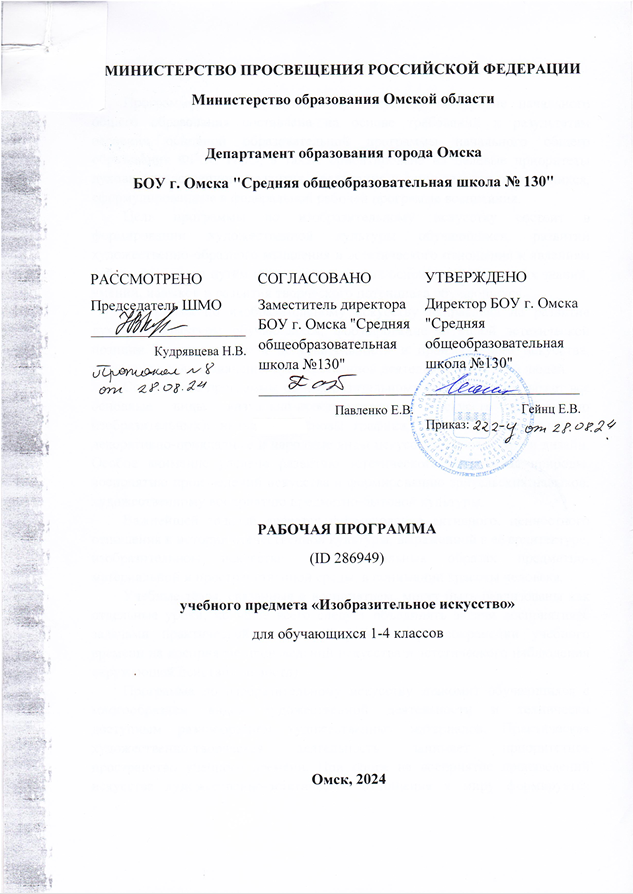 МИНИСТЕРСТВО ПРОСВЕЩЕНИЯ РОССИЙСКОЙ ФЕДЕРАЦИИ
Министерство образования Омской области
Департамент образования города Омска
БОУ г. Омска "Средняя общеобразовательная школа № 130"
РАССМОТРЕНО
Председатель ШМО
Кудрявцева Н.В.
Протокол №8
от 28.08.24
СОГЛАСОВАНО
Заместитель директора
БОУ г. Омска "Средняя
общеобразовательная
школа №130"
Павленко Е.В.
УТВЕРЖДЕНО
Директор БОУ г. Омска
"Средняя
общеобразовательная
школа №130"
Гейнц Е.В.
Приказ: 222-у от 28.08.24
РАБОЧАЯ ПРОГРАММА
(ID 286949)
учебного предмета «Изобразительное искусство»
для обучающихся 1-4 классов
Омск, 2024